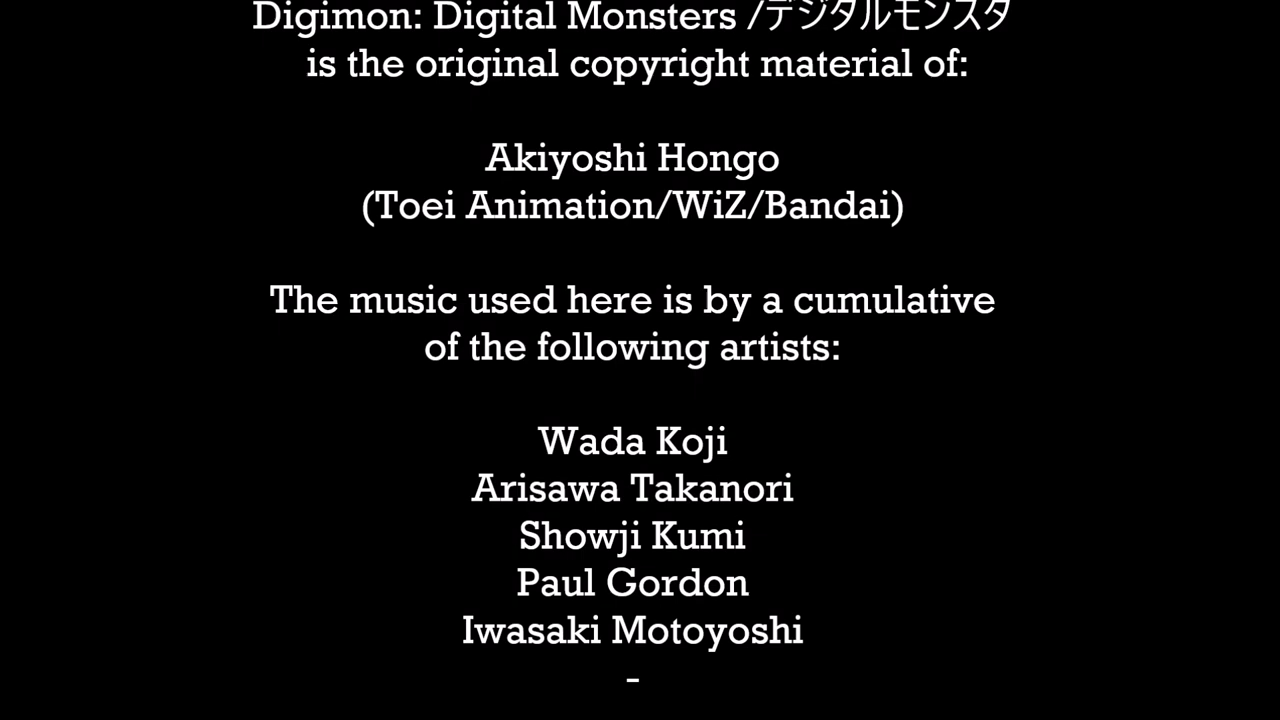 Digimon: Digital Monsters /デジタルモンスタ
is the original copyright material of:
Akiyoshi Hongo
(Toei Animation/WiZ/Bandai)
The music used here is by a cumulative
of the following artists:
Wada Koji
Arisawa Takanori
Showji Kumi
Paul Gordon
Iwasaki Motoyoshi
-